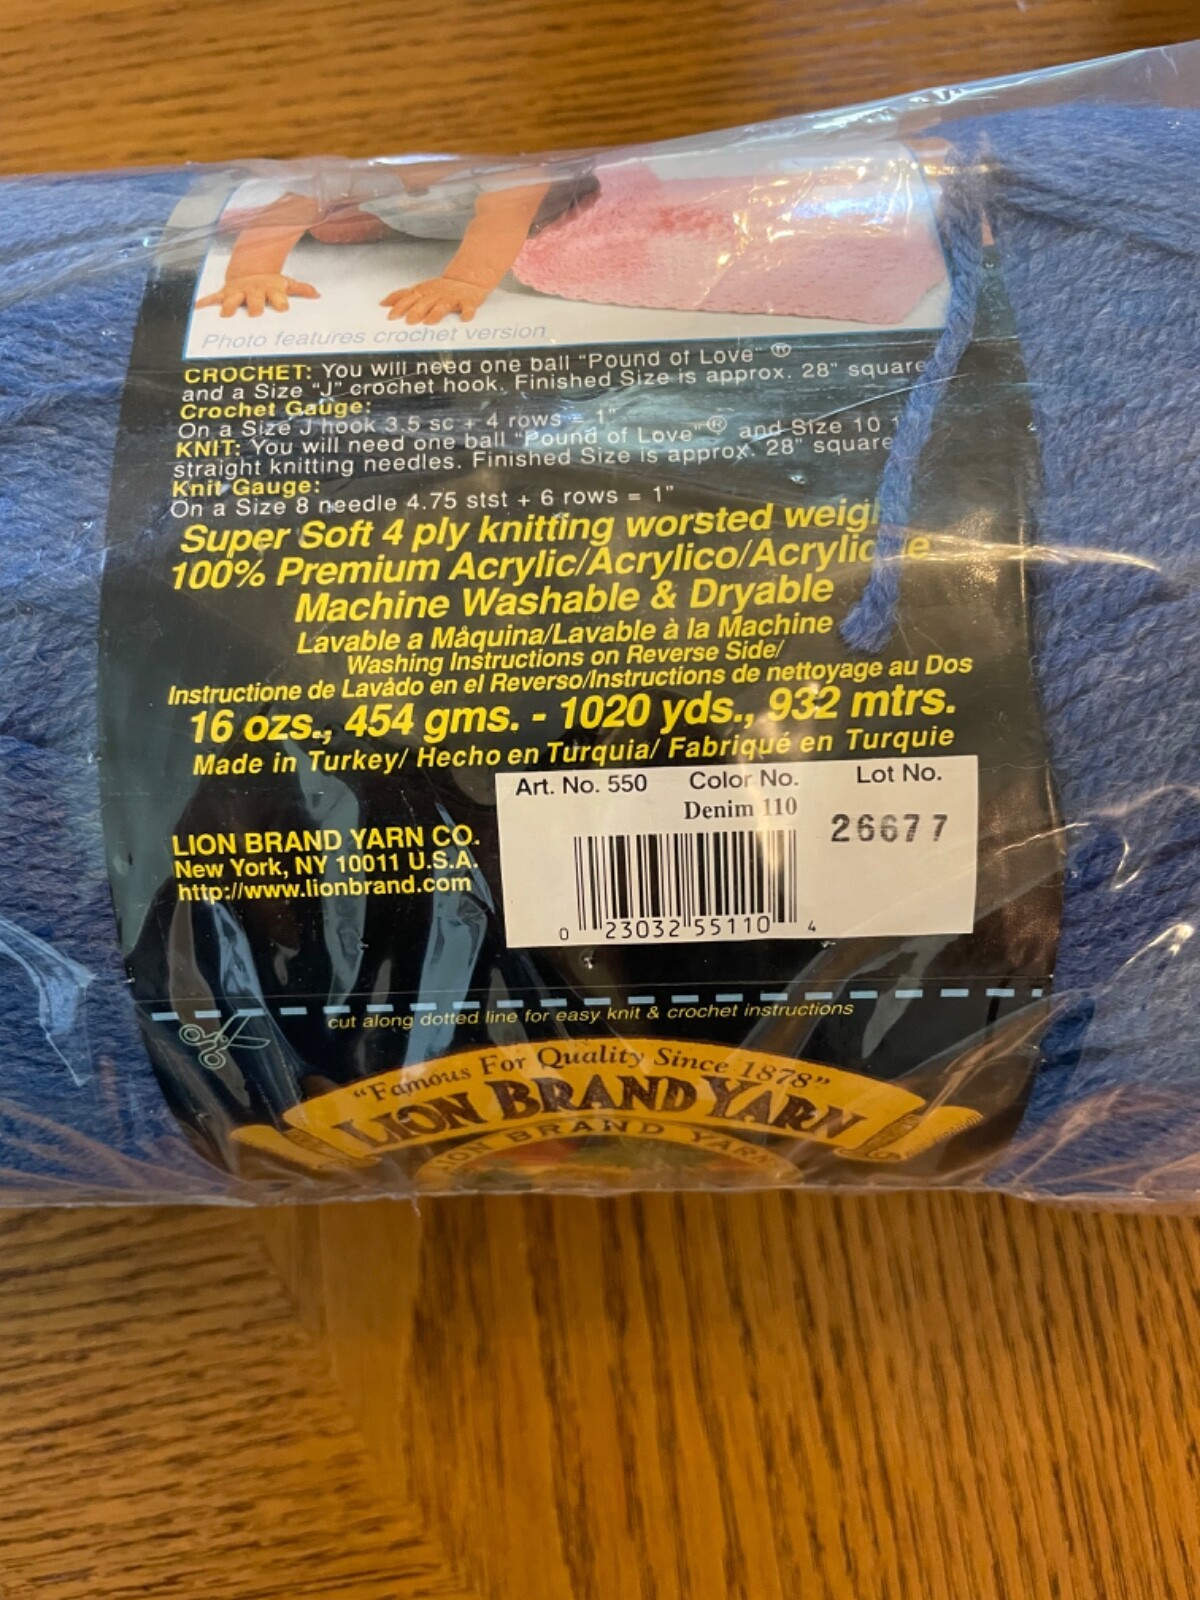 Photo features crochet version
CROCHET: You will need one ball "Pound of Love" ®
and a Size "J" crochet hook. Finished Size is approx. 28" square
Crochet Gauge:
On a Size J hook 3.5 sc + 4 rows = 1"
KNIT: You will need one ball "Pound of Love" ® and Size 10 1
straight knitting needles. Finished Size is approx. 28" square
Knit Gauge:
On a Size 8 needle 4.75 stst + 6 rows = 1"
Super Soft 4 ply knitting worsted
100% Premium Acrylic/Acrylico/
Machine Washable & Dryable
Lavable a Màquina/Lavable à la Machine
Washing Instructions on Reverse Side/
Instructione de Lavàdo en el Reverso/Instructions de nettoyage au Dos
16 ozs., 454 gms. - 1020 yds., 932 mtrs.
Made in Turkey/ Hecho en Turquia/ Fabriqué en Turquie
Art. No. 550 Color No. Lot No.
Denim 110
26677
LION BRAND YARN CO.
New York, NY 10011 U.S.A.
http://www.lionbrand.com
0 23032 55110 4
cut along dotted line for easy knit & crochet instructions
"Famous For Quality Since 1878"
LION BRAND YARN
LION BRAND YARN